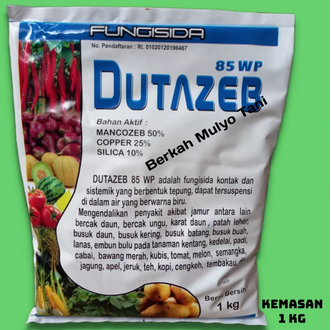 FUNGISIDA
No. Pendaftaran : RI. 01020120196467
85 WP
DUTAZEB
Bahan Aktif :
MANCOZEB 50%
COPPER 25%
SILICA 10%
Berkah Mulyo Tani
DUTAZEB 85 WP adalah fungisida kontak dan
sistemik yang berbentuk tepung, dapat tersuspensi
di dalam air yang berwarna biru.
Mengendalikan penyakit akibat jamur antara lain
bercak daun, bercak ungu, karat daun, patah leher,
busuk daun, busuk kering, busuk batang, busuk buah,
lanas, embun bulu pada tanaman kentang, kedelai, padi,
cabai, bawang merah, kubis, tomat, melon, semangka,
jagung, apel, jeruk, teh, kopi, cengkeh, tembakau
Berat Bersih
1 kg
KEMASAN
1 KG